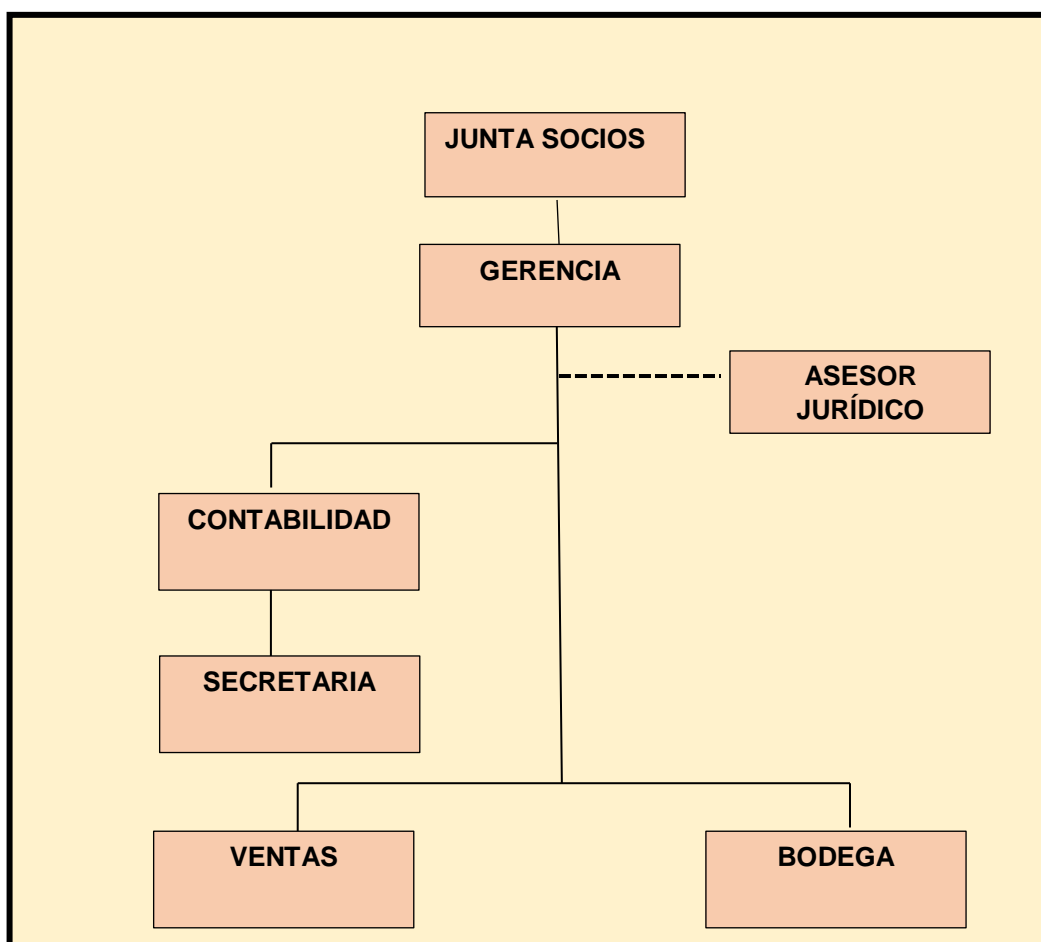 JUNTA SOCIOS
GERENCIA
ASESOR
JURÍDICO
CONTABILIDAD
SECRETARIA
VENTAS
BODEGA